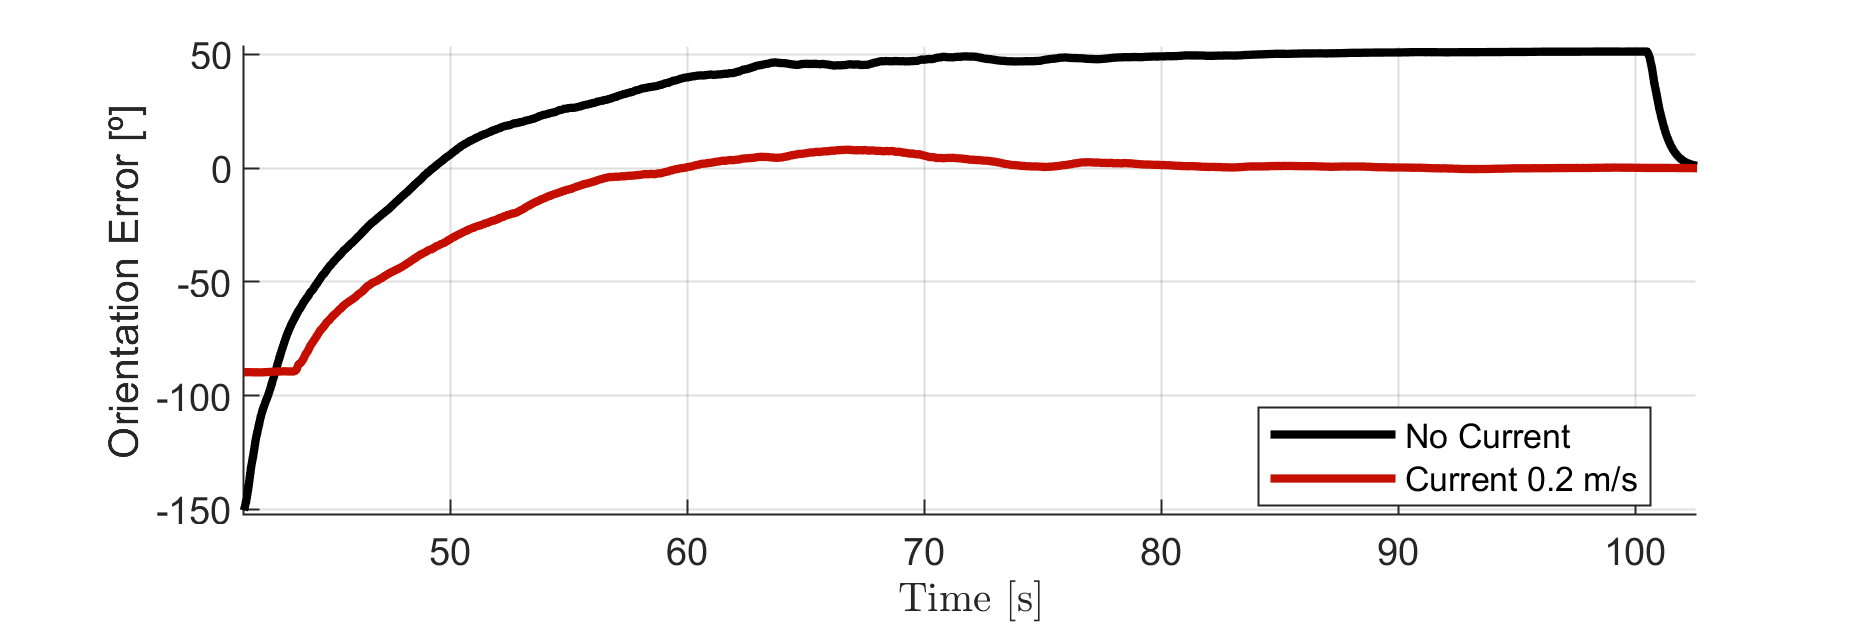 Orientation Error [º]
50
0
-50
-100
-150
No Current
Current 0.2 m/s
50 60 70 80 90 100
Time [s]